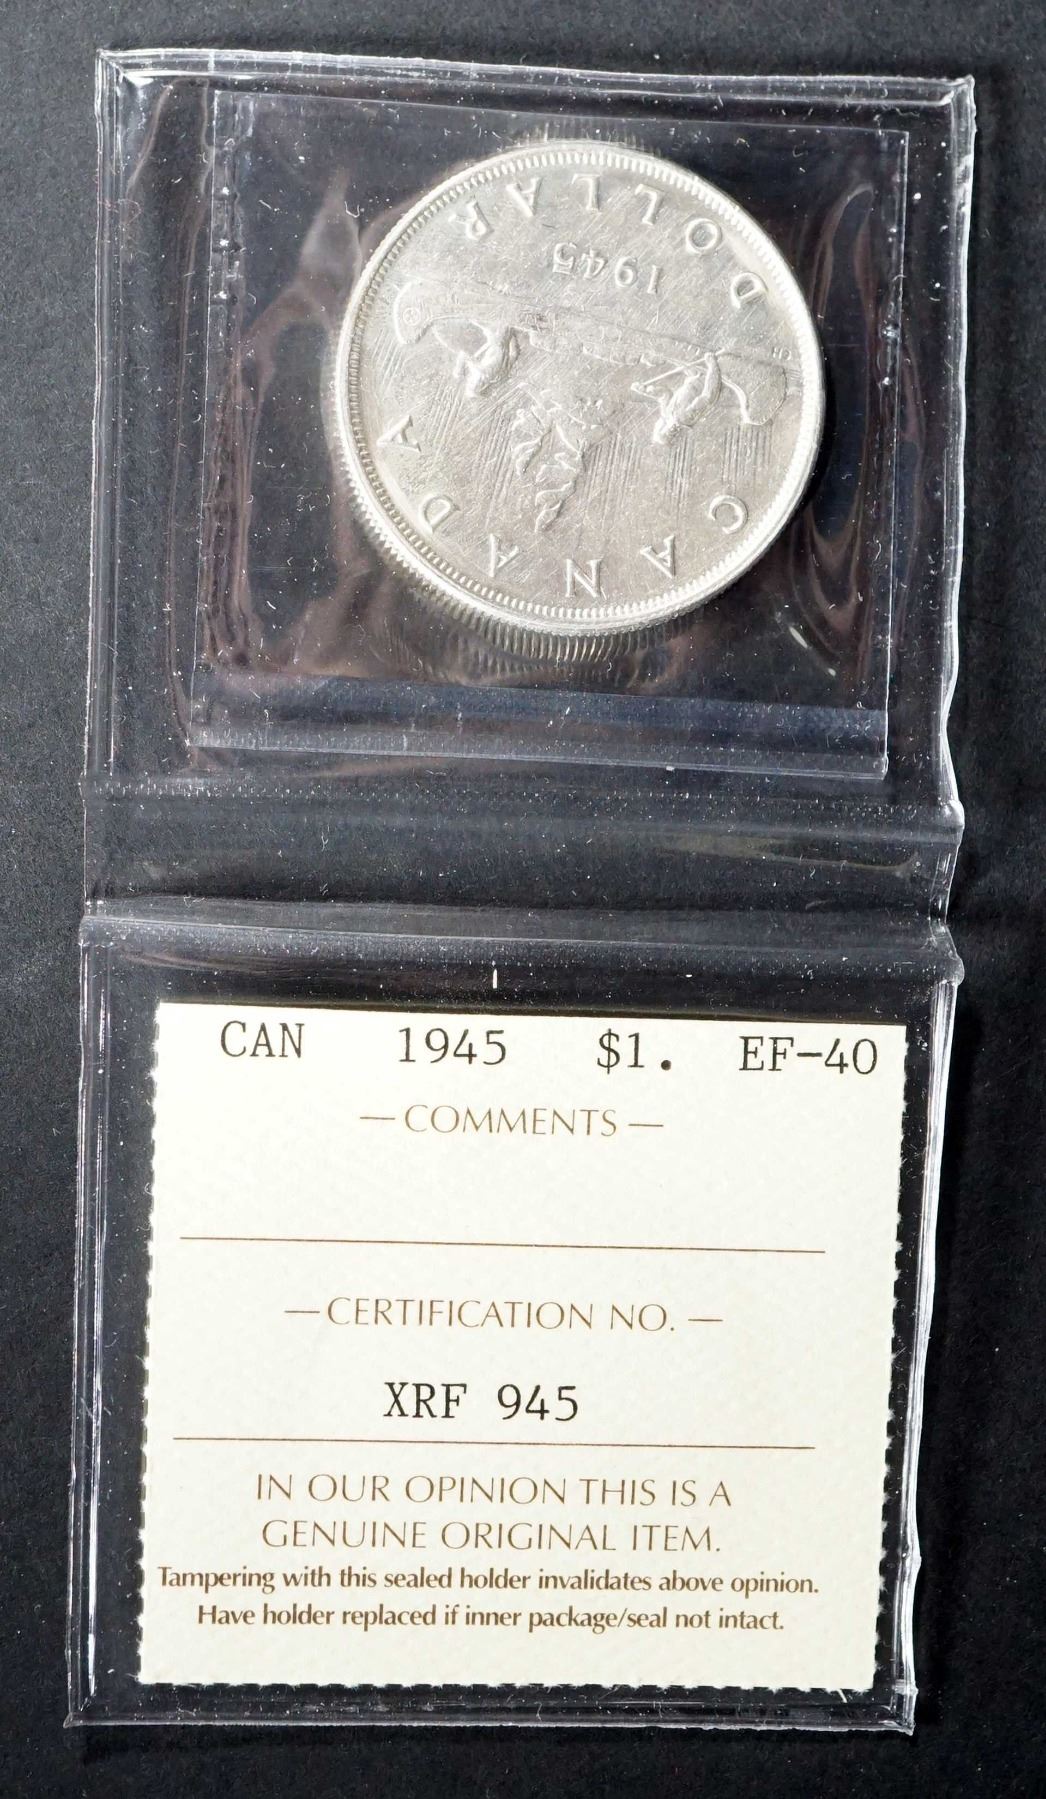 CANADA
1945
DOLLAR
CAN 1945 $1. EF-40
— COMMENTS —
— CERTIFICATION NO. —
XRF 945
IN OUR OPINION THIS IS A
GENUINE ORIGINAL ITEM.
Tampering with this sealed holder invalidates above opinion.
Have holder replaced if inner package/seal not intact.